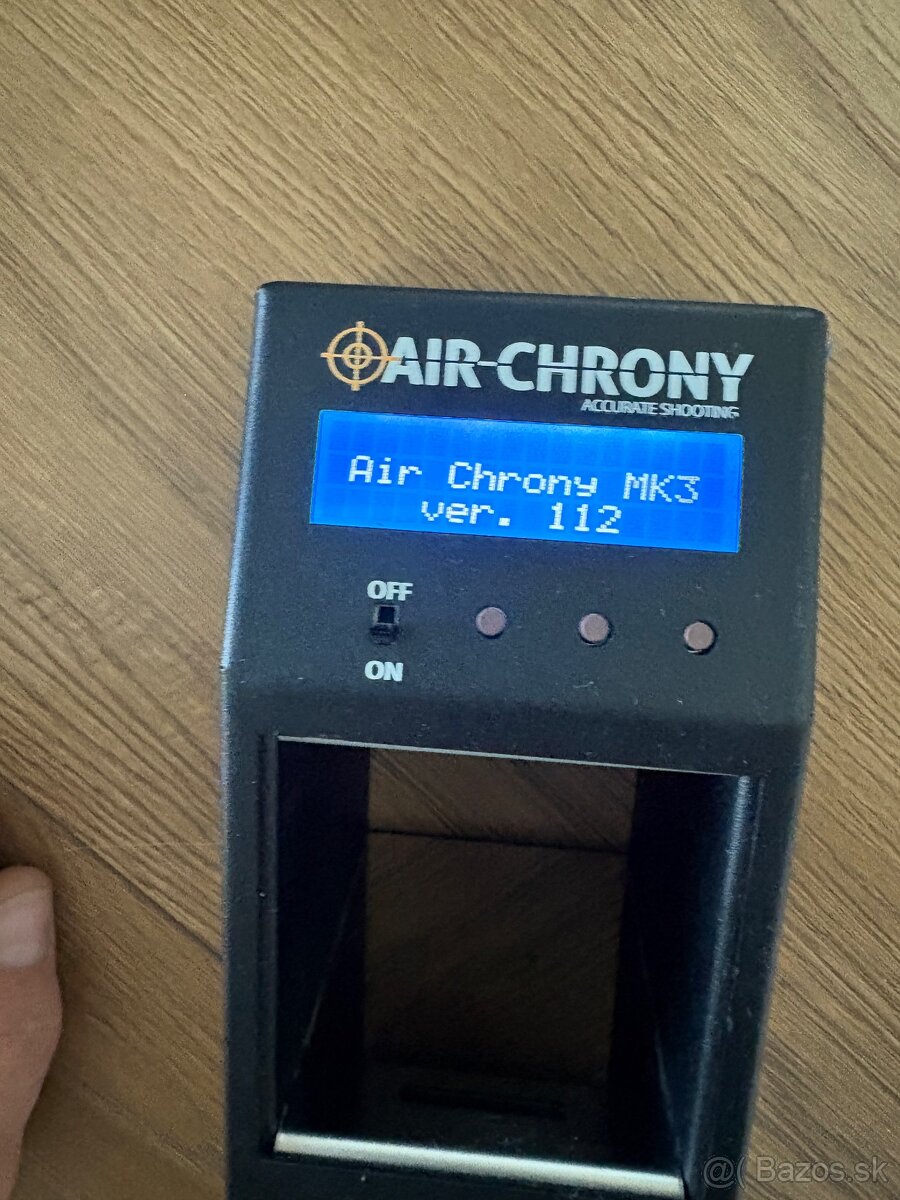 AIR-CHRONY
ACCURATE SHOOTING
Air Chrony MK3
ver. 112
OFF
ON
@( Bazos.sk